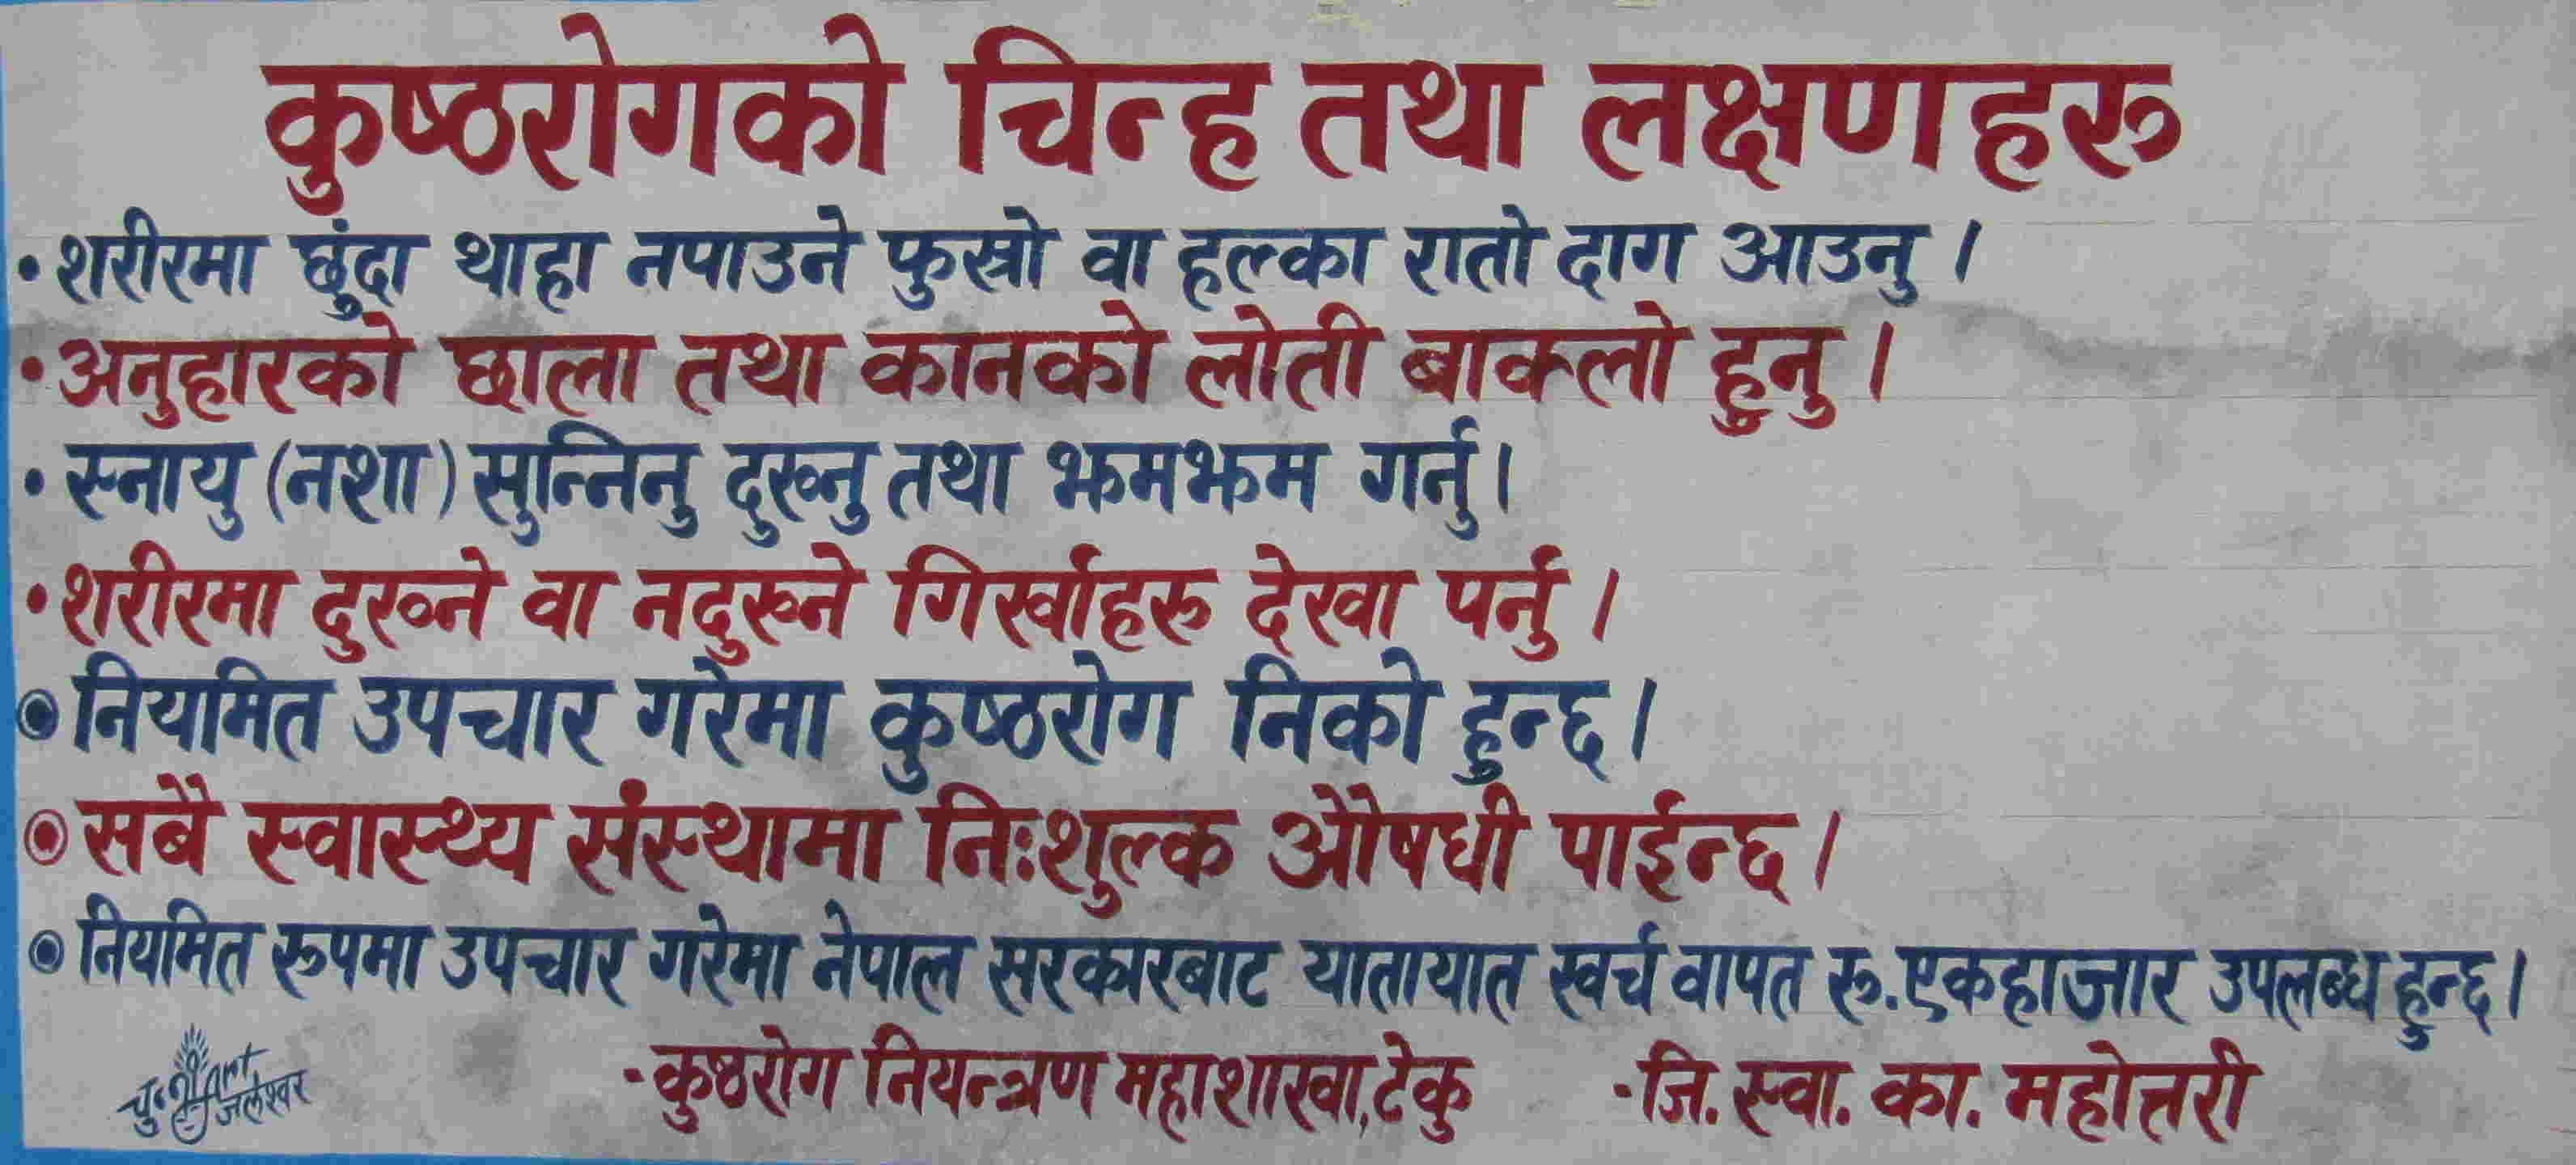 कुष्ठरोगको चिन्ह तथा लक्षणहरु
• शरीरमा छुंदा थाहा नपाउने फुस्रो वा हल्का रातो दाग आउनु ।
• अनुहारको छाला तथा कानको लोती बाक्लो हुनु ।
• स्नायु (नशा) सुन्निनु दुख्नु तथा झमझम गर्नु।
• शरीरमा दुख्ने वा नदुख्ने गिर्खाहरु देखा पर्नु ।
नियमित उपचार गरेमा कुष्ठरोग निको हुन्छ।
सबै स्वास्थ्य संस्थामा निःशुल्क औषधी पाईन्छ।
नियमित रूपमा उपचार गरेमा नेपाल सरकारबाट यातायात खर्च वापत रू.एकहाजार उपलब्ध हुन्छ।
- कुष्ठरोग नियन्त्रण महाशाखा,टेकु - जि. स्वा. का. महोत्तरी
Art
जलेश्वर